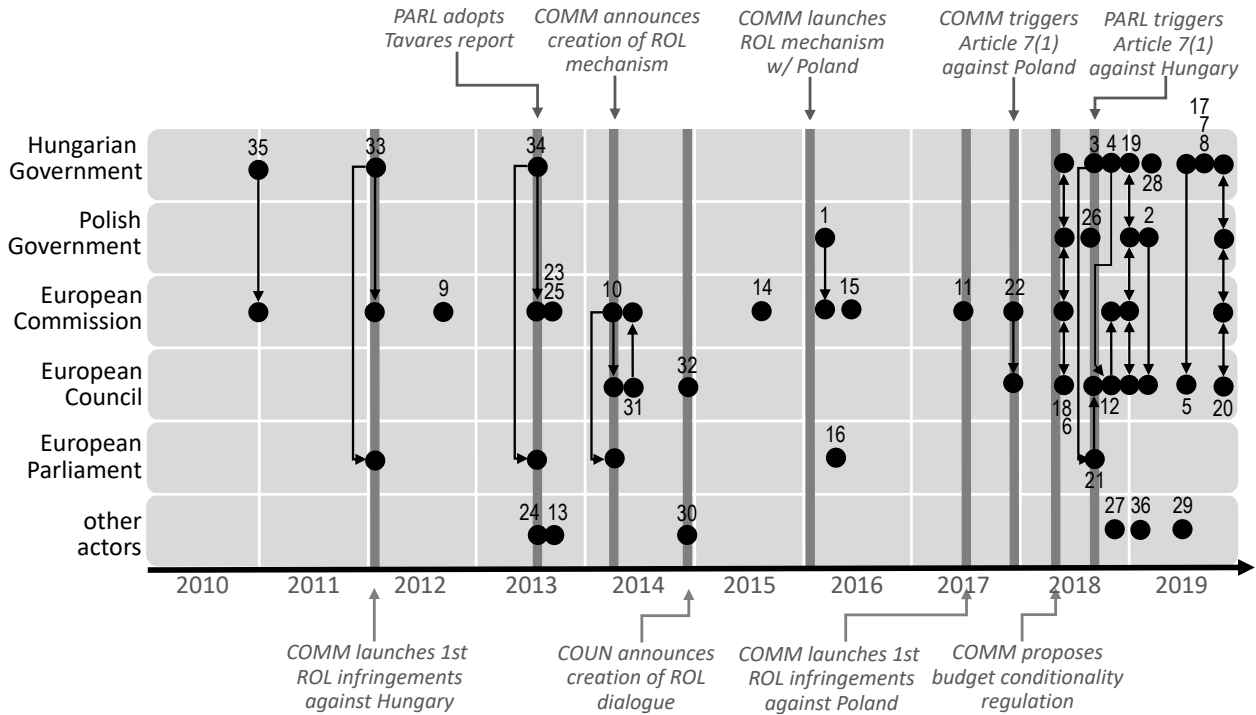 PARL adopts
Tavares report
COMM announces
creation of ROL
mechanism
COMM launches
ROL mechanism
w/ Poland
COMM triggers
Article 7(1)
against Poland
PARL triggers
Article 7(1)
against Hungary
Hungarian
Government
35
33
34
3
4
19
28
17
7
8
Polish
Government
1
26
2
European
Commission
9
23
25
10
14
15
11
22
European
Council
31
32
18
6
12
5
20
European
Parliament
16
21
other
actors
24
13
30
27
36
29
2010
2011
2012
2013
2014
2015
2016
2017
2018
2019
COMM launches 1st
ROL infringements
against Hungary
COUN announces
creation of ROL
dialogue
COMM launches 1st
ROL infringements
against Poland
COMM proposes
budget conditionality
regulation